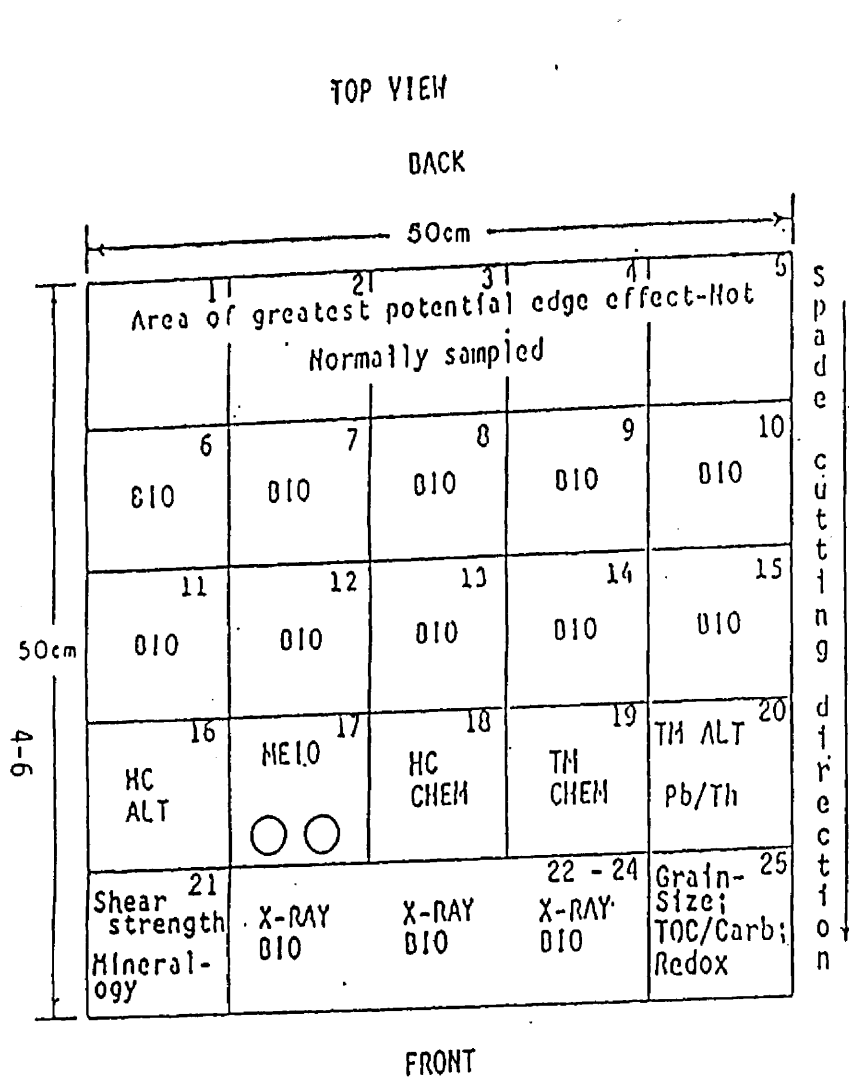 TOP VIEW
BACK
50cm
1 2 3 4 5
Area of greatest potential edge effect-Not
Normally sampled
6 7 8 9 10
BIO BIO BIO BIO BIO
11 12 13 14 15
BIO BIO BIO BIO BIO
50cm
4-6
16 17 18 19 20
HC
ALT
MEIO
HC
CHEM
TM
CHEM
TM ALT
Pb/Th
21
Shear
strength
Mineral-
ogy
22 - 24
X-RAY X-RAY X-RAY
BIO BIO BIO
25
Grain-
Size;
TOC/Carb;
Redox
Spade cutting direction
FRONT